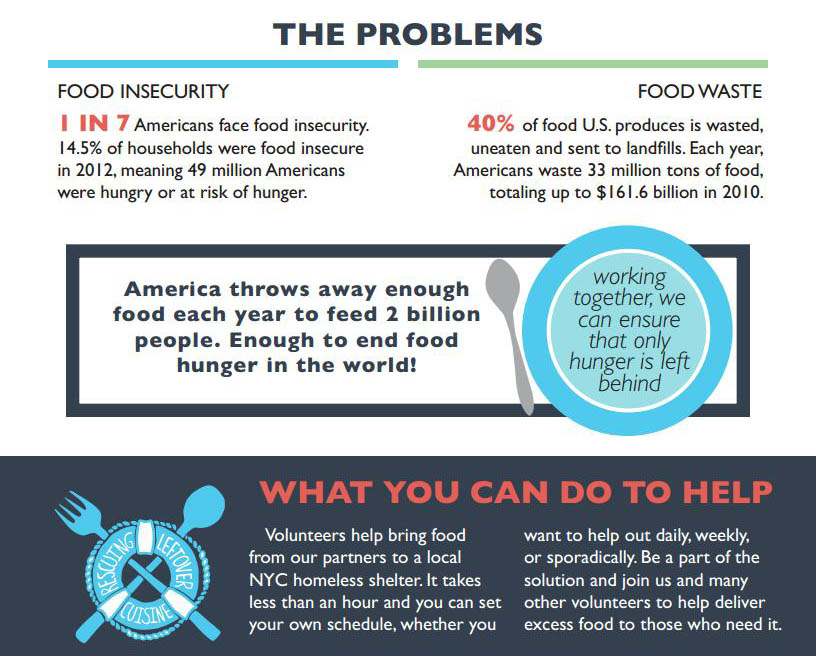 THE PROBLEMS
FOOD INSECURITY
1 IN 7 Americans face food insecurity.
14.5% of households were food insecure
in 2012, meaning 49 million Americans
were hungry or at risk of hunger.
FOOD WASTE
40% of food U.S. produces is wasted,
uneaten and sent to landfills. Each year,
Americans waste 33 million tons of food,
totaling up to $161.6 billion in 2010.
America throws away enough
food each year to feed 2 billion
people. Enough to end food
hunger in the world!
working
together, we
can ensure
that only
hunger is left
behind
RESCUING
LEFTOVER
CUISINE
WHAT YOU CAN DO TO HELP
Volunteers help bring food
from our partners to a local
NYC homeless shelter. It takes
less than an hour and you can set
your own schedule, whether you
want to help out daily, weekly,
or sporadically. Be a part of the
solution and join us and many
other volunteers to help deliver
excess food to those who need it.